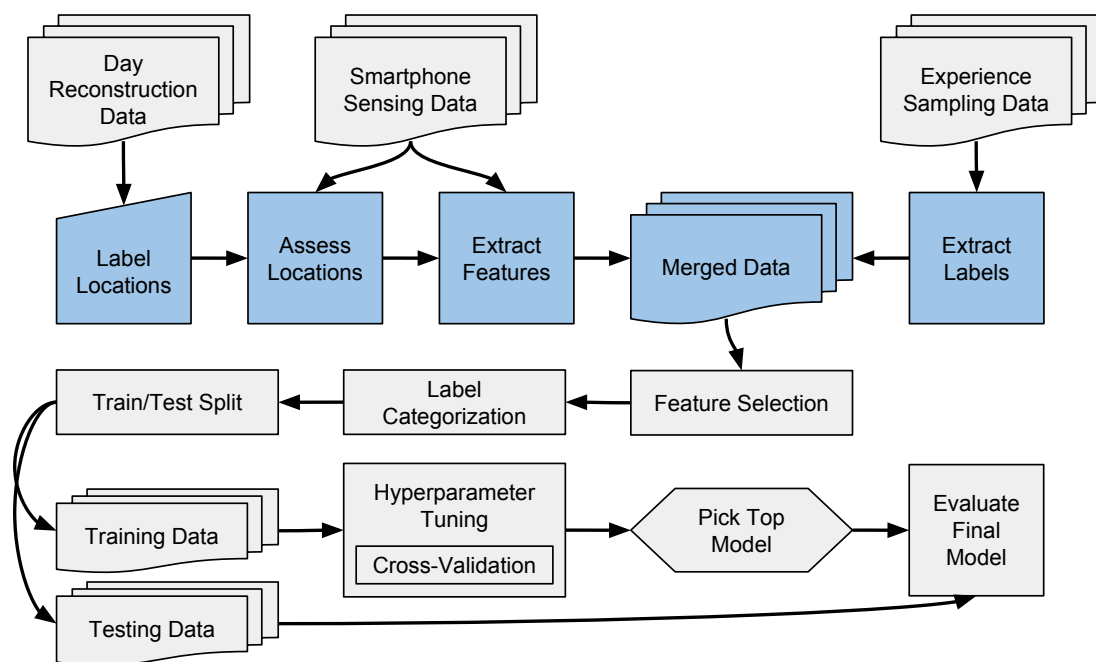 Day
Reconstruction
Data
Smartphone
Sensing Data
Experience
Sampling Data
Label
Locations
Assess
Locations
Extract
Features
Merged Data
Extract
Labels
Train/Test Split
Label
Categorization
Feature Selection
Training Data
Hyperparameter
Tuning
Cross-Validation
Pick Top
Model
Evaluate
Final
Model
Testing Data